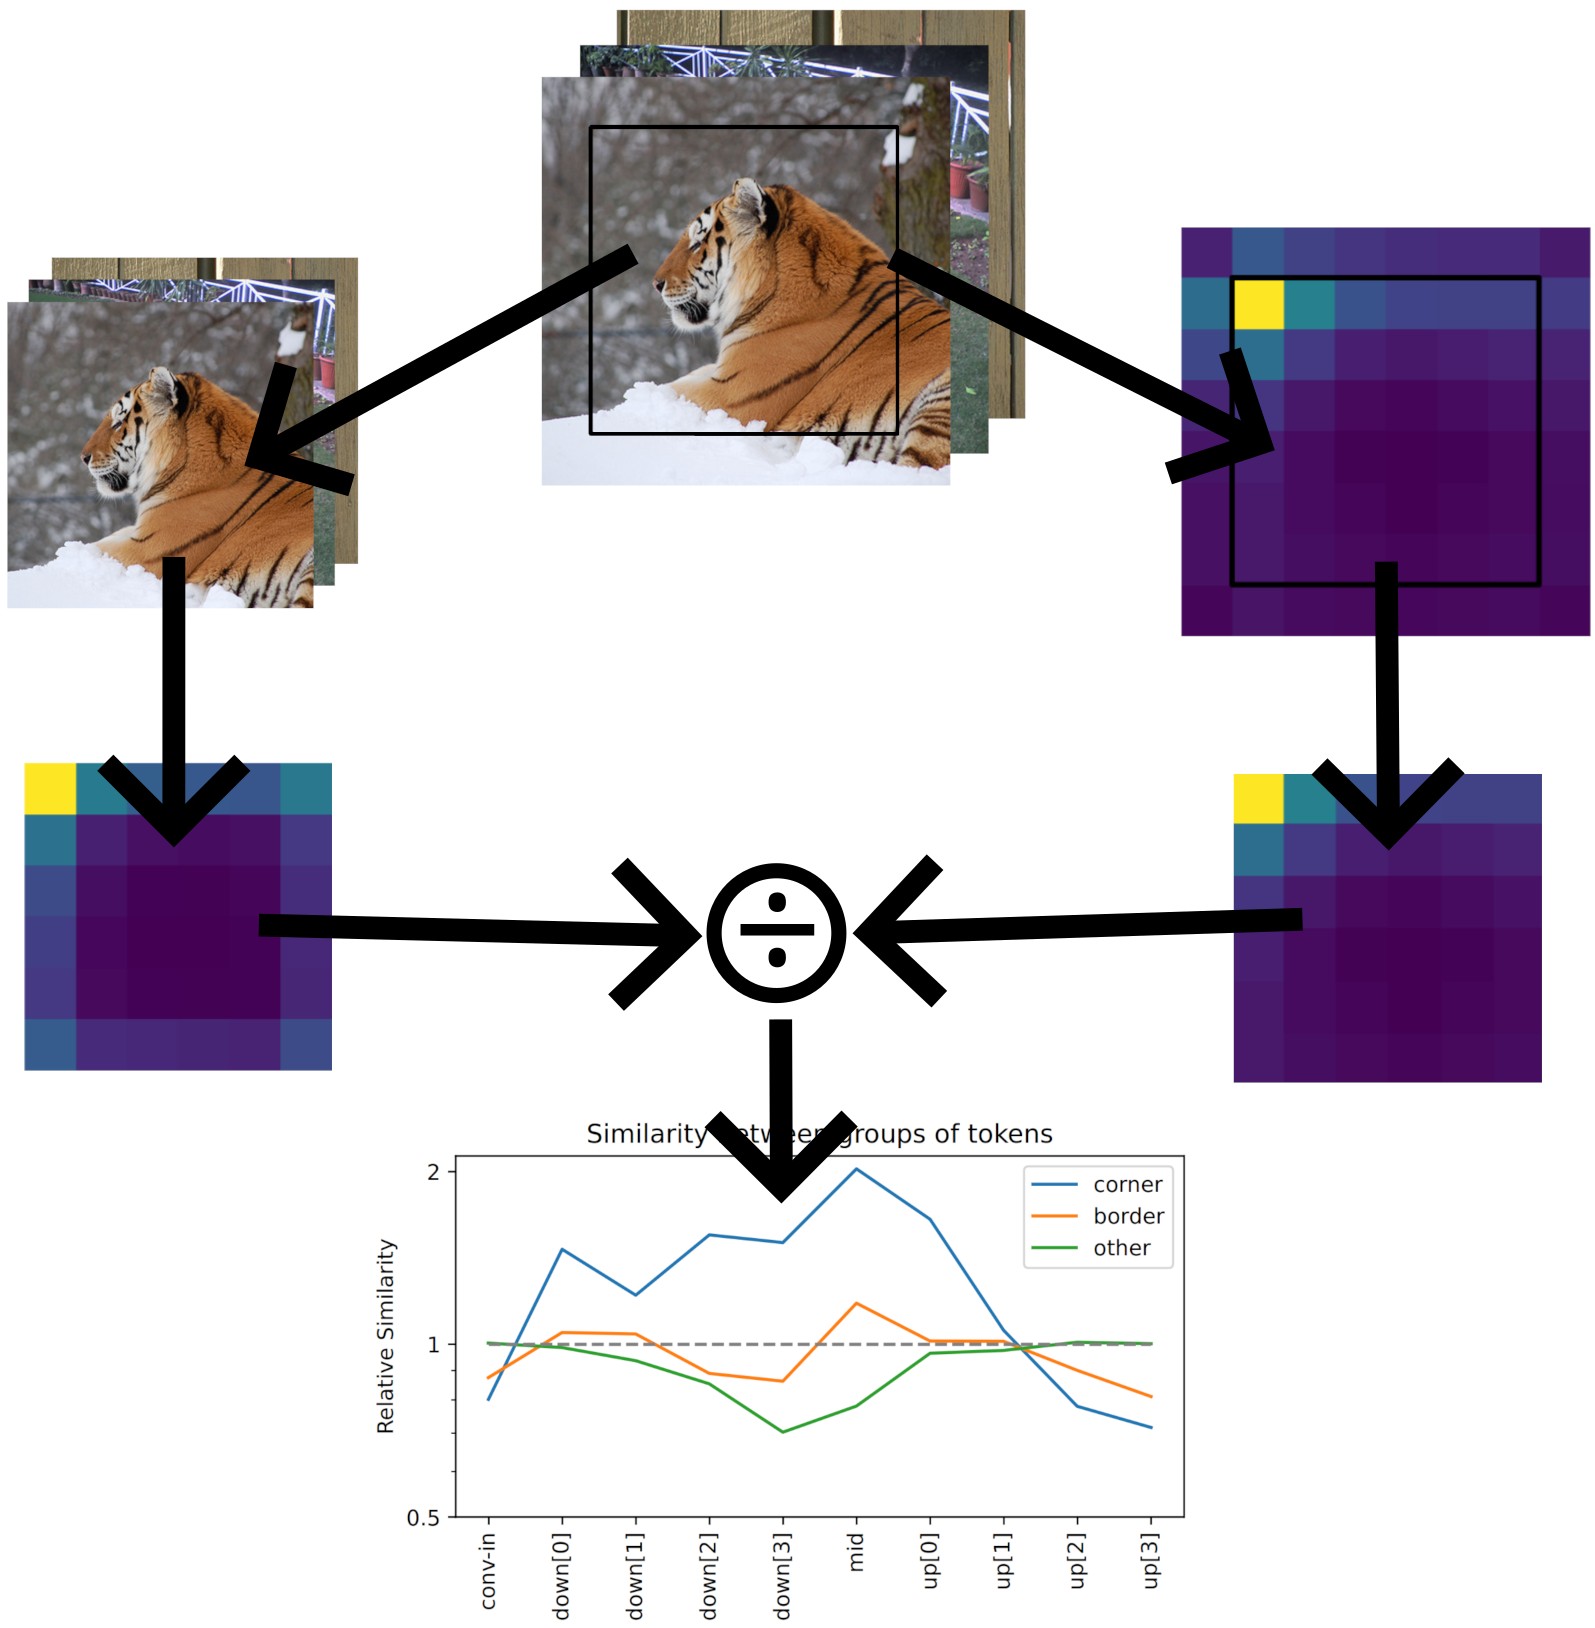 ÷
Similarity between groups of tokens
2
1
0.5
Relative Similarity
corner
border
other
conv-in
down[0]
down[1]
down[2]
down[3]
mid
up[0]
up[1]
up[2]
up[3]